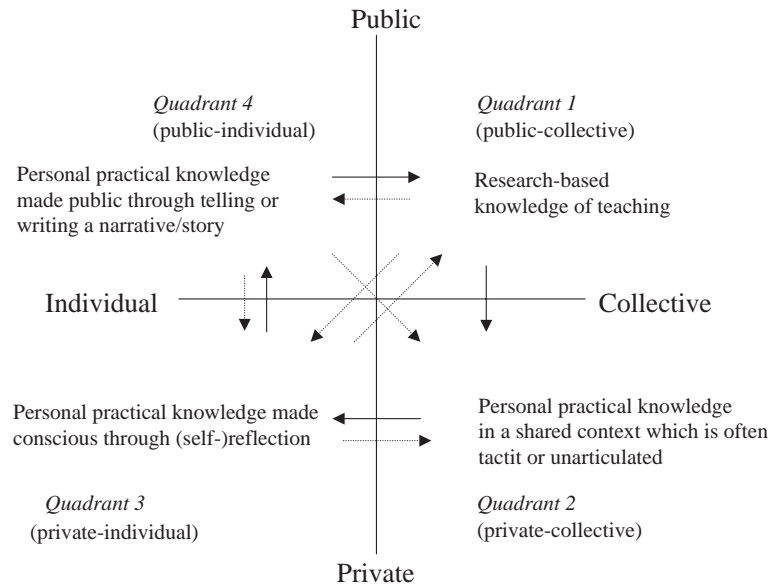 Public
Quadrant 4
(public-individual)
Quadrant 1
(public-collective)
Personal practical knowledge
made public through telling or
writing a narrative/story
Research-based
knowledge of teaching
Individual
Collective
Personal practical knowledge made
conscious through (self-)reflection
Personal practical knowledge
in a shared context which is often
tactit or unarticulated
Quadrant 3
(private-individual)
Quadrant 2
(private-collective)
Private